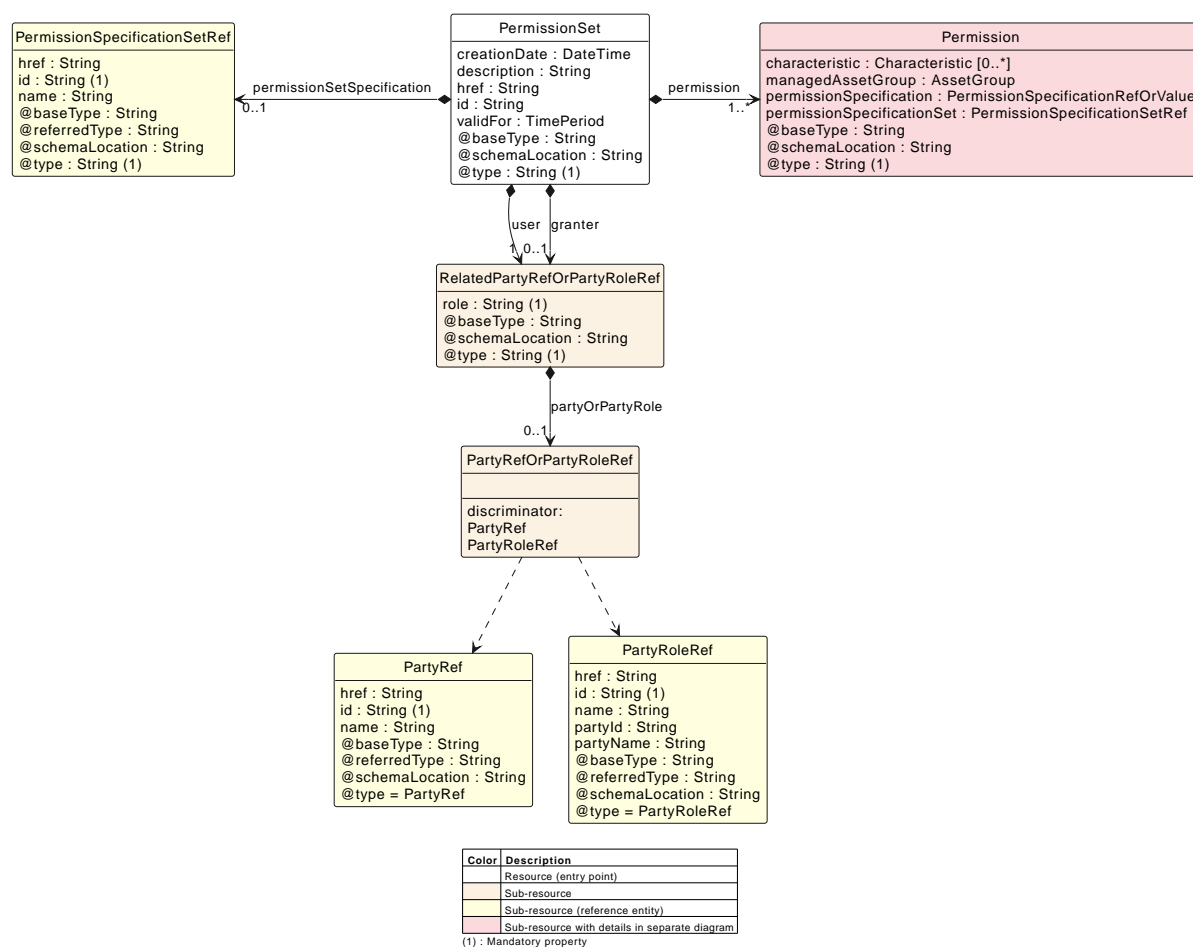 PermissionSpecificationSetRef
href : String
id : String (1)
name : String
@baseType : String
@referredType : String
@schemaLocation : String
@type : String (1)
permissionSetSpecification
0..1
PermissionSet
creationDate : DateTime
description : String
href : String
id : String
validFor : TimePeriod
@baseType : String
@schemaLocation : String
@type : String (1)
permission
1..*
Permission
characteristic : Characteristic [0..*]
managedAssetGroup : AssetGroup
permissionSpecification : PermissionSpecificationRefOrValue
permissionSpecificationSet : PermissionSpecificationSetRef
@baseType : String
@schemaLocation : String
@type : String (1)
user
granter
1
0..1
RelatedPartyRefOrPartyRoleRef
role : String (1)
@baseType : String
@schemaLocation : String
@type : String (1)
partyOrPartyRole
0..1
PartyRefOrPartyRoleRef
discriminator:
PartyRef
PartyRoleRef
PartyRef
href : String
id : String (1)
name : String
@baseType : String
@referredType : String
@schemaLocation : String
@type = PartyRef
PartyRoleRef
href : String
id : String (1)
name : String
partyId : String
partyName : String
@baseType : String
@referredType : String
@schemaLocation : String
@type = PartyRoleRef
Color Description
Resource (entry point)
Sub-resource
Sub-resource (reference entity)
Sub-resource with details in separate diagram
(1) : Mandatory property